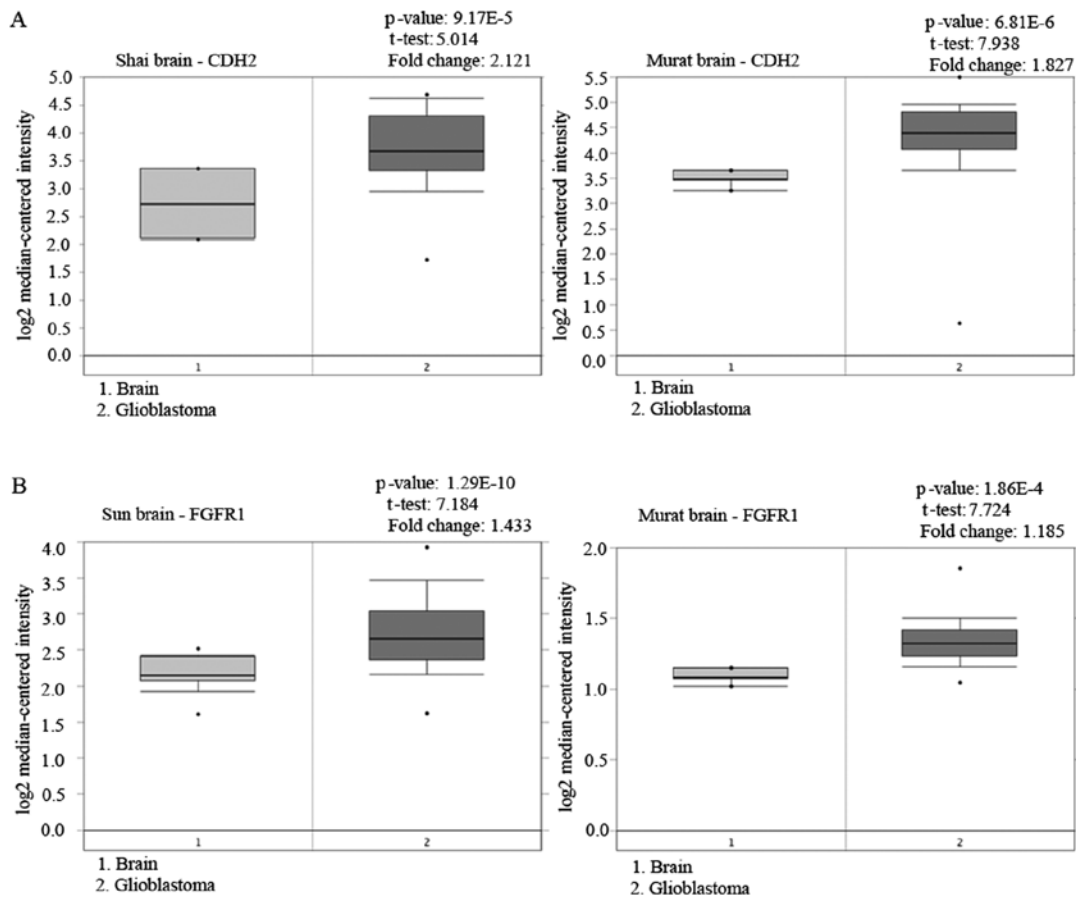 A
Shai brain - CDH2
p-value: 9.17E-5
t-test: 5.014
Fold change: 2.121
log2 median-centered intensity
5.0
4.5
4.0
3.5
3.0
2.5
2.0
1.5
1.0
0.5
0.0
1
2
1. Brain
2. Glioblastoma
Murat brain - CDH2
p-value: 6.81E-6
t-test: 7.938
Fold change: 1.827
log2 median-centered intensity
5.5
5.0
4.5
4.0
3.5
3.0
2.5
2.0
1.5
1.0
0.5
0.0
1
2
1. Brain
2. Glioblastoma
B
Sun brain - FGFR1
p-value: 1.29E-10
t-test: 7.184
Fold change: 1.433
log2 median-centered intensity
4.0
3.5
3.0
2.5
2.0
1.5
1.0
0.5
0.0
1
2
1. Brain
2. Glioblastoma
Murat brain - FGFR1
p-value: 1.86E-4
t-test: 7.724
Fold change: 1.185
log2 median-centered intensity
2.0
1.5
1.0
0.5
0.0
1
2
1. Brain
2. Glioblastoma